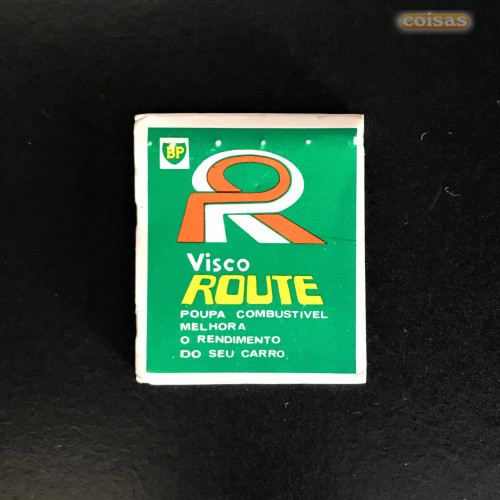 coisas
BP
Visco
ROUTE
POUPA COMBUSTIVEL
MELHORA
O RENDIMENTO
DO SEU CARRO